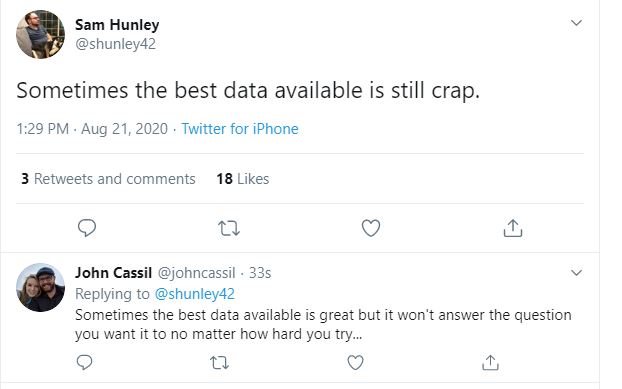 Sam Hunley
@shunley42
Sometimes the best data available is still crap.
1:29 PM · Aug 21, 2020 · Twitter for iPhone
3 Retweets and comments 18 Likes
John Cassil @johncassil · 33s
Replying to @shunley42
Sometimes the best data available is great but it won't answer the question
you want it to no matter how hard you try...